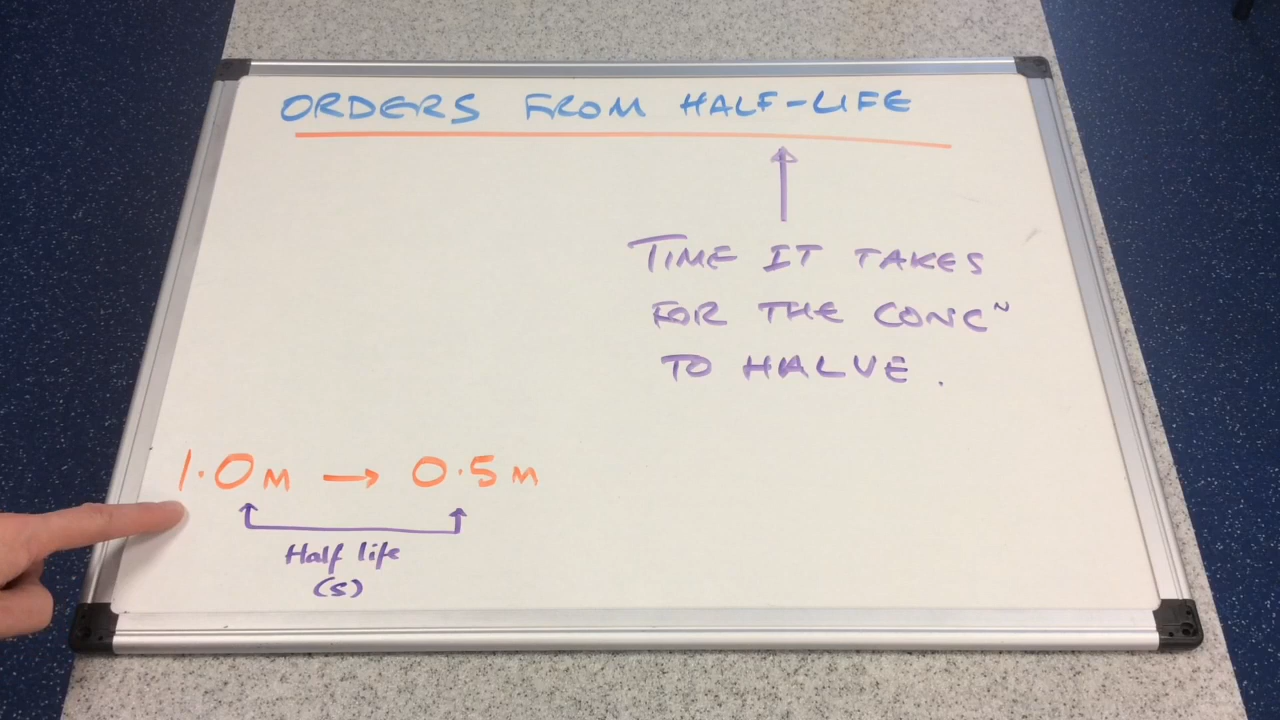 ORDERS FROM HALF-LIFE
TIME IT TAKES
FOR THE CONCᴺ
TO HALVE.
1.0M → 0.5M
Half life
(s)